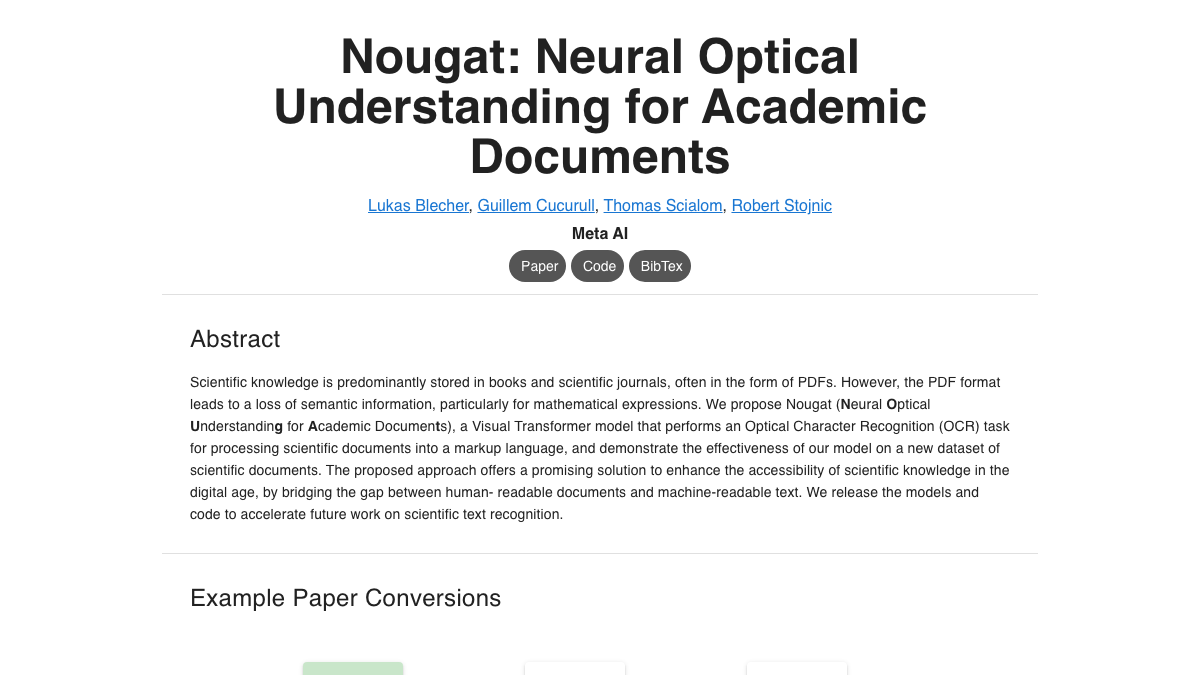 Nougat: Neural Optical
Understanding for Academic
Documents
Lukas Blecher, Guillem Cucurull, Thomas Scialom, Robert Stojnic
Meta AI
Paper Code BibTex
Abstract
Scientific knowledge is predominantly stored in books and scientific journals, often in the form of PDFs. However, the PDF format
leads to a loss of semantic information, particularly for mathematical expressions. We propose Nougat (Neural Optical
Understanding for Academic Documents), a Visual Transformer model that performs an Optical Character Recognition (OCR) task
for processing scientific documents into a markup language, and demonstrate the effectiveness of our model on a new dataset of
scientific documents. The proposed approach offers a promising solution to enhance the accessibility of scientific knowledge in the
digital age, by bridging the gap between human- readable documents and machine-readable text. We release the models and
code to accelerate future work on scientific text recognition.
Example Paper Conversions